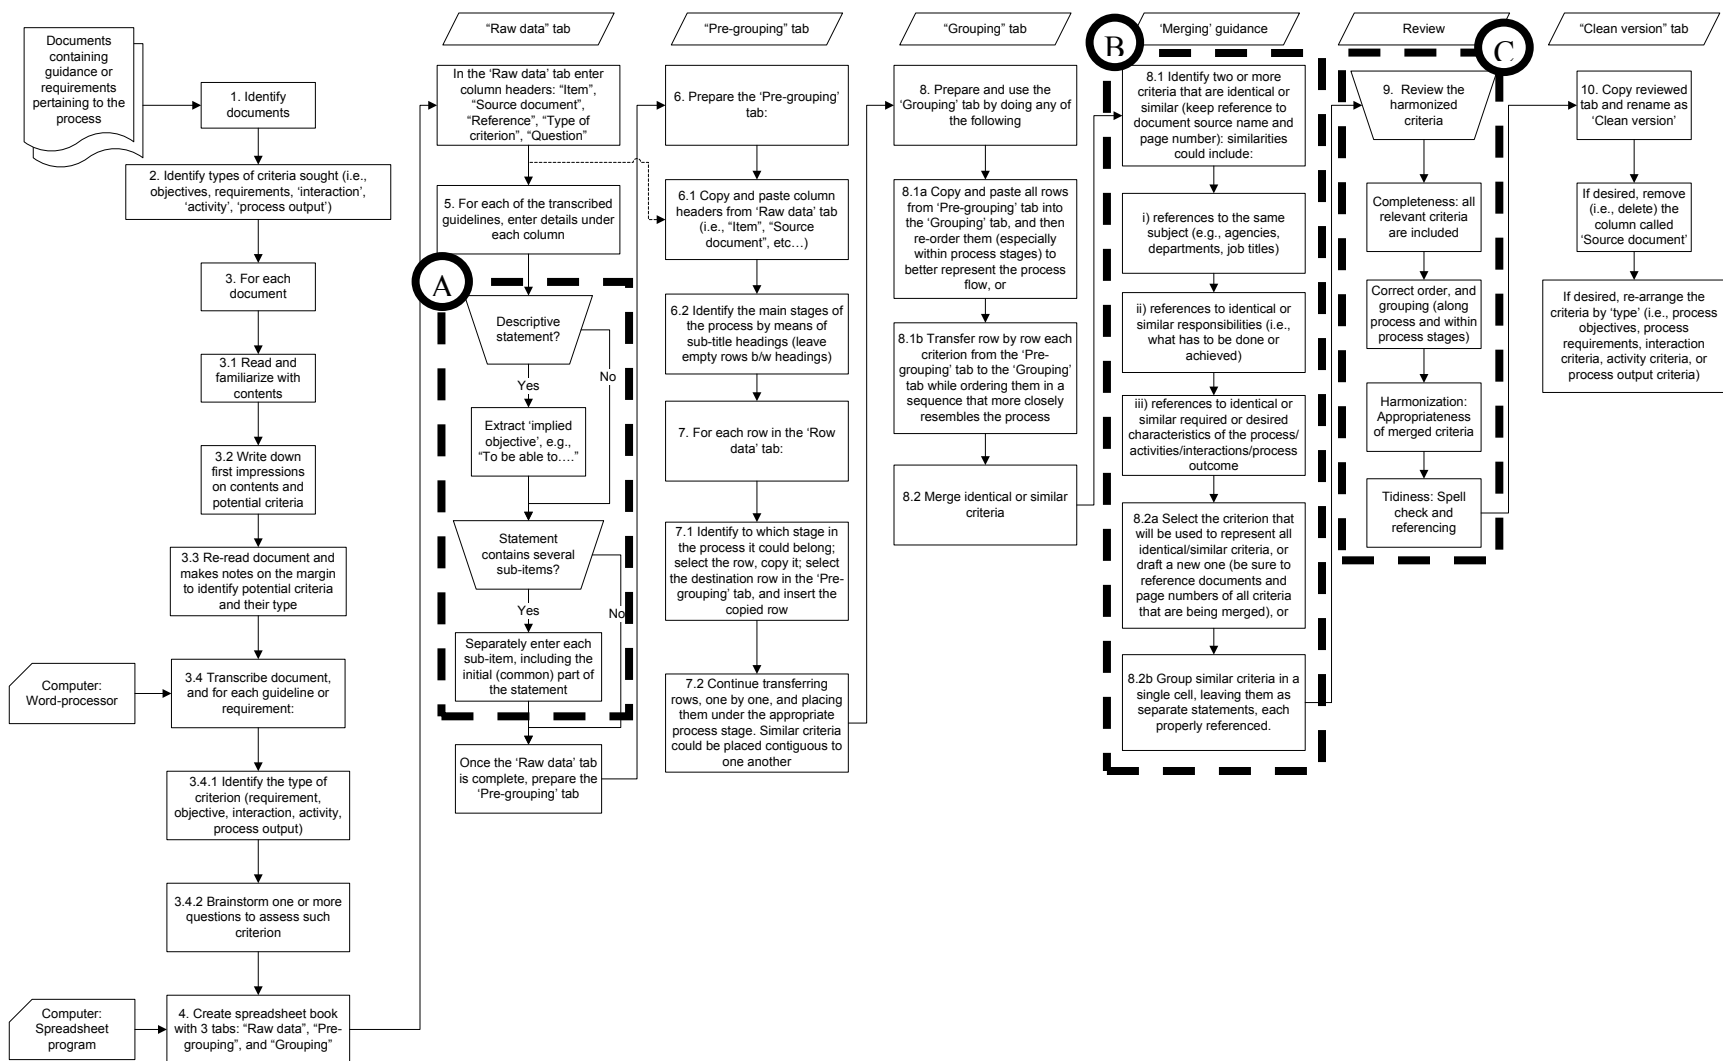 Documents
containing
guidance or
requirements
pertaining to the
process
1. Identify
documents
2. Identify types of criteria sought (i.e.,
objectives, requirements, ‘interaction’,
‘activity’, ‘process output’)
3. For each
document
3.1 Read and
familiarize with
contents
3.2 Write down
first impressions
on contents and
potential criteria
3.3 Re-read document and
makes notes on the margin
to identify potential criteria
and their type
Computer:
Word-processor
3.4 Transcribe document,
and for each guideline or
requirement:
3.4.1 Identify the type of
criterion (requirement,
objective, interaction, activity,
process output)
3.4.2 Brainstorm one or more
questions to assess such
criterion
Computer:
Spreadsheet
program
4. Create spreadsheet book
with 3 tabs: “Raw data”, “Pre-
grouping”, and “Grouping”
“Raw data” tab
In the ‘Raw data’ tab enter
column headers: “Item”,
“Source document”,
“Reference”, “Type of
criterion”, “Question”
5. For each of the transcribed
guidelines, enter details under
each column
A
Descriptive
statement?
No
Yes
Extract ‘implied
objective’, e.g.,
“To be able to....”
Statement
contains several
sub-items?
Yes
No
Separately enter each
sub-item, including the
initial (common) part of
the statement
Once the ‘Raw data’ tab
is complete, prepare the
‘Pre-grouping’ tab
“Pre-grouping” tab
6. Prepare the ‘Pre-grouping’
tab:
6.1 Copy and paste column
headers from ‘Raw data’ tab
(i.e., “Item”, “Source
document”, etc…)
6.2 Identify the main stages of
the process by means of
sub-title headings (leave
empty rows b/w headings)
7. For each row in the ‘Row
data’ tab:
7.1 Identify to which stage in
the process it could belong;
select the row, copy it; select
the destination row in the ‘Pre-
grouping’ tab, and insert the
copied row
7.2 Continue transferring
rows, one by one, and placing
them under the appropriate
process stage. Similar criteria
could be placed contiguous to
one another
“Grouping” tab
8. Prepare and use the
‘Grouping’ tab by doing any of
the following
8.1a Copy and paste all rows
from ‘Pre-grouping’ tab into
the ‘Grouping’ tab, and then
re-order them (especially
within process stages) to
better represent the process
flow, or
8.1b Transfer row by row each
criterion from the ‘Pre-
grouping’ tab to the ‘Grouping’
tab while ordering them in a
sequence that more closely
resembles the process
8.2 Merge identical or similar
criteria
B
‘Merging’ guidance
8.1 Identify two or more
criteria that are identical or
similar (keep reference to
document source name and
page number): similarities
could include:
i) references to the same
subject (e.g., agencies,
departments, job titles)
ii) references to identical or
similar responsibilities (i.e.,
what has to be done or
achieved)
iii) references to identical or
similar required or desired
characteristics of the process/
activities/interactions/process
outcome
8.2a Select the criterion that
will be used to represent all
identical/similar criteria, or
draft a new one (be sure to
reference documents and
page numbers of all criteria
that are being merged), or
8.2b Group similar criteria in a
single cell, leaving them as
separate statements, each
properly referenced.
Review
C
9. Review the
harmonized
criteria
Completeness: all
relevant criteria
are included
Correct order, and
grouping (along
process and within
process stages)
Harmonization:
Appropriateness
of merged criteria
Tidiness: Spell
check and
referencing
“Clean version” tab
10. Copy reviewed
tab and rename as
‘Clean version’
If desired, remove
(i.e., delete) the
column called
‘Source document’
If desired, re-arrange the
criteria by ‘type’ (i.e., process
objectives, process
requirements, interaction
criteria, activity criteria, or
process output criteria)